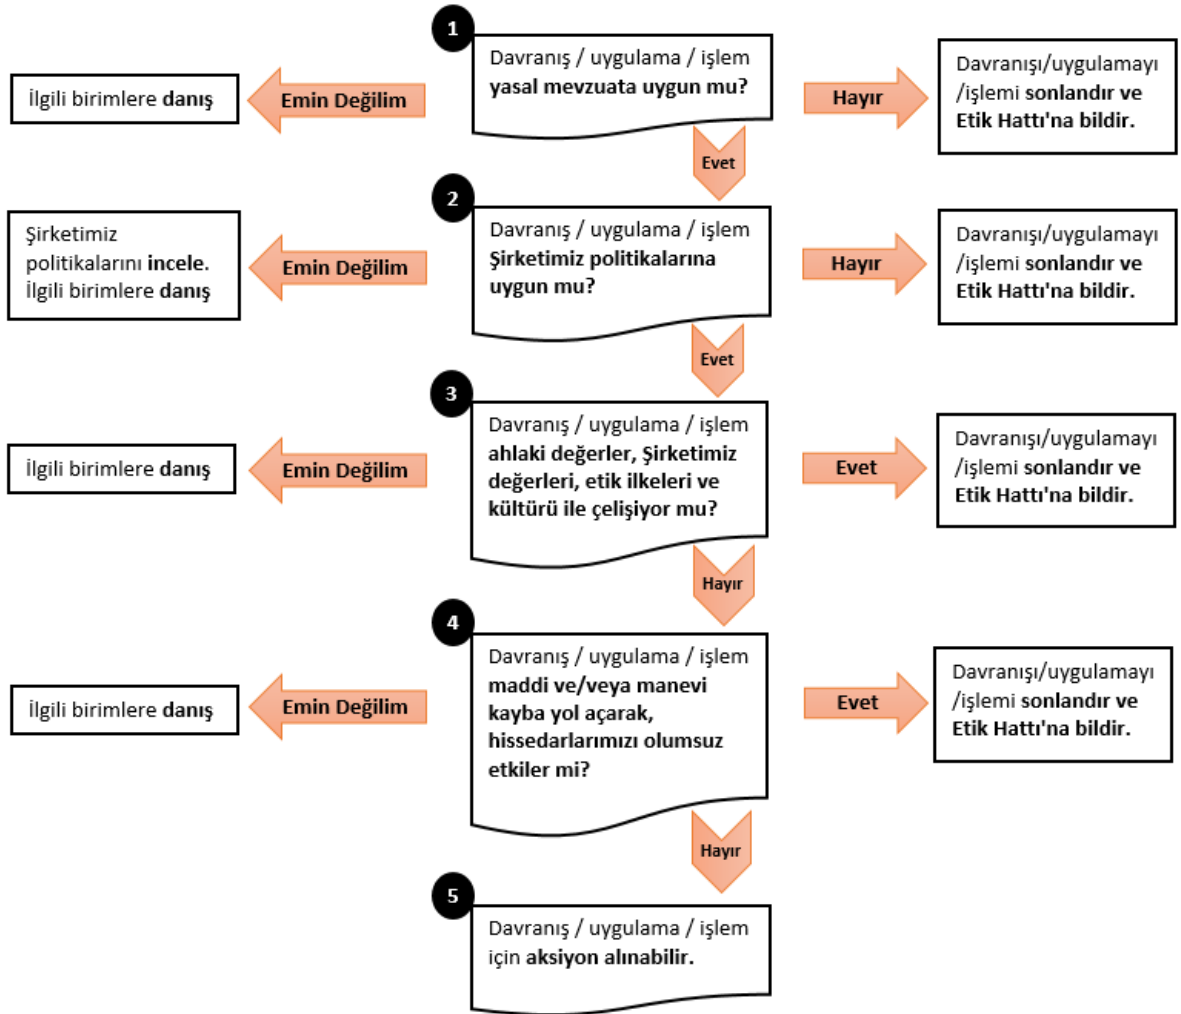 1
Davranış / uygulama / işlem
yasal mevzuata uygun mu?
Emin Değilim
İlgili birimlere danış
Hayır
Davranışı/uygulamayı
/işlemi sonlandır ve
Etik Hattı'na bildir.
Evet
2
Davranış / uygulama / işlem
Şirketimiz politikalarına
uygun mu?
Emin Değilim
Şirketimiz
politikalarını incele.
İlgili birimlere danış
Hayır
Davranışı/uygulamayı
/işlemi sonlandır ve
Etik Hattı'na bildir.
Evet
3
Davranış / uygulama / işlem
ahlaki değerler, Şirketimiz
değerleri, etik ilkeleri ve
kültürü ile çelişiyor mu?
Emin Değilim
İlgili birimlere danış
Evet
Davranışı/uygulamayı
/işlemi sonlandır ve
Etik Hattı'na bildir.
Hayır
4
Davranış / uygulama / işlem
maddi ve/veya manevi
kayba yol açarak,
hissedarlarımızı olumsuz
etkiler mi?
Emin Değilim
İlgili birimlere danış
Evet
Davranışı/uygulamayı
/işlemi sonlandır ve
Etik Hattı'na bildir.
Hayır
5
Davranış / uygulama / işlem
için aksiyon alınabilir.